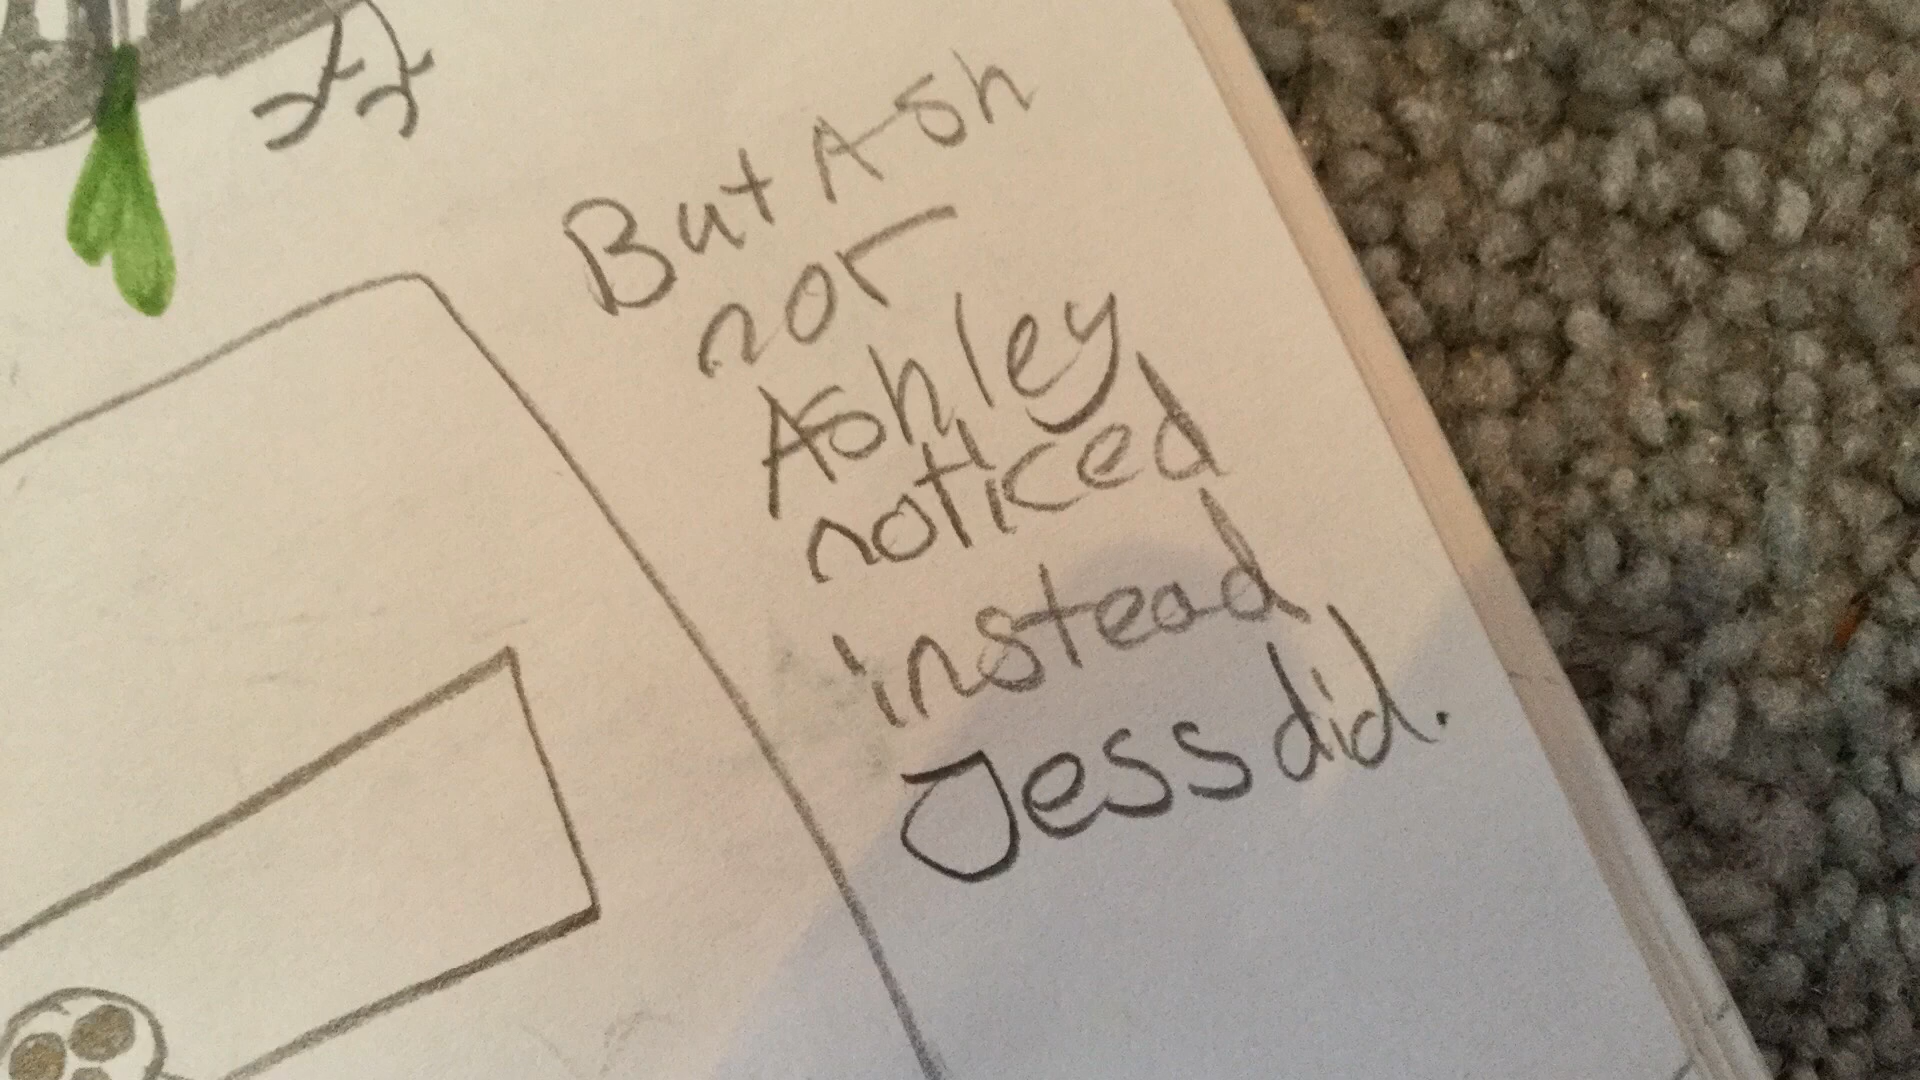 But Ash
nor
Ashley
noticed
instead
Jess did.